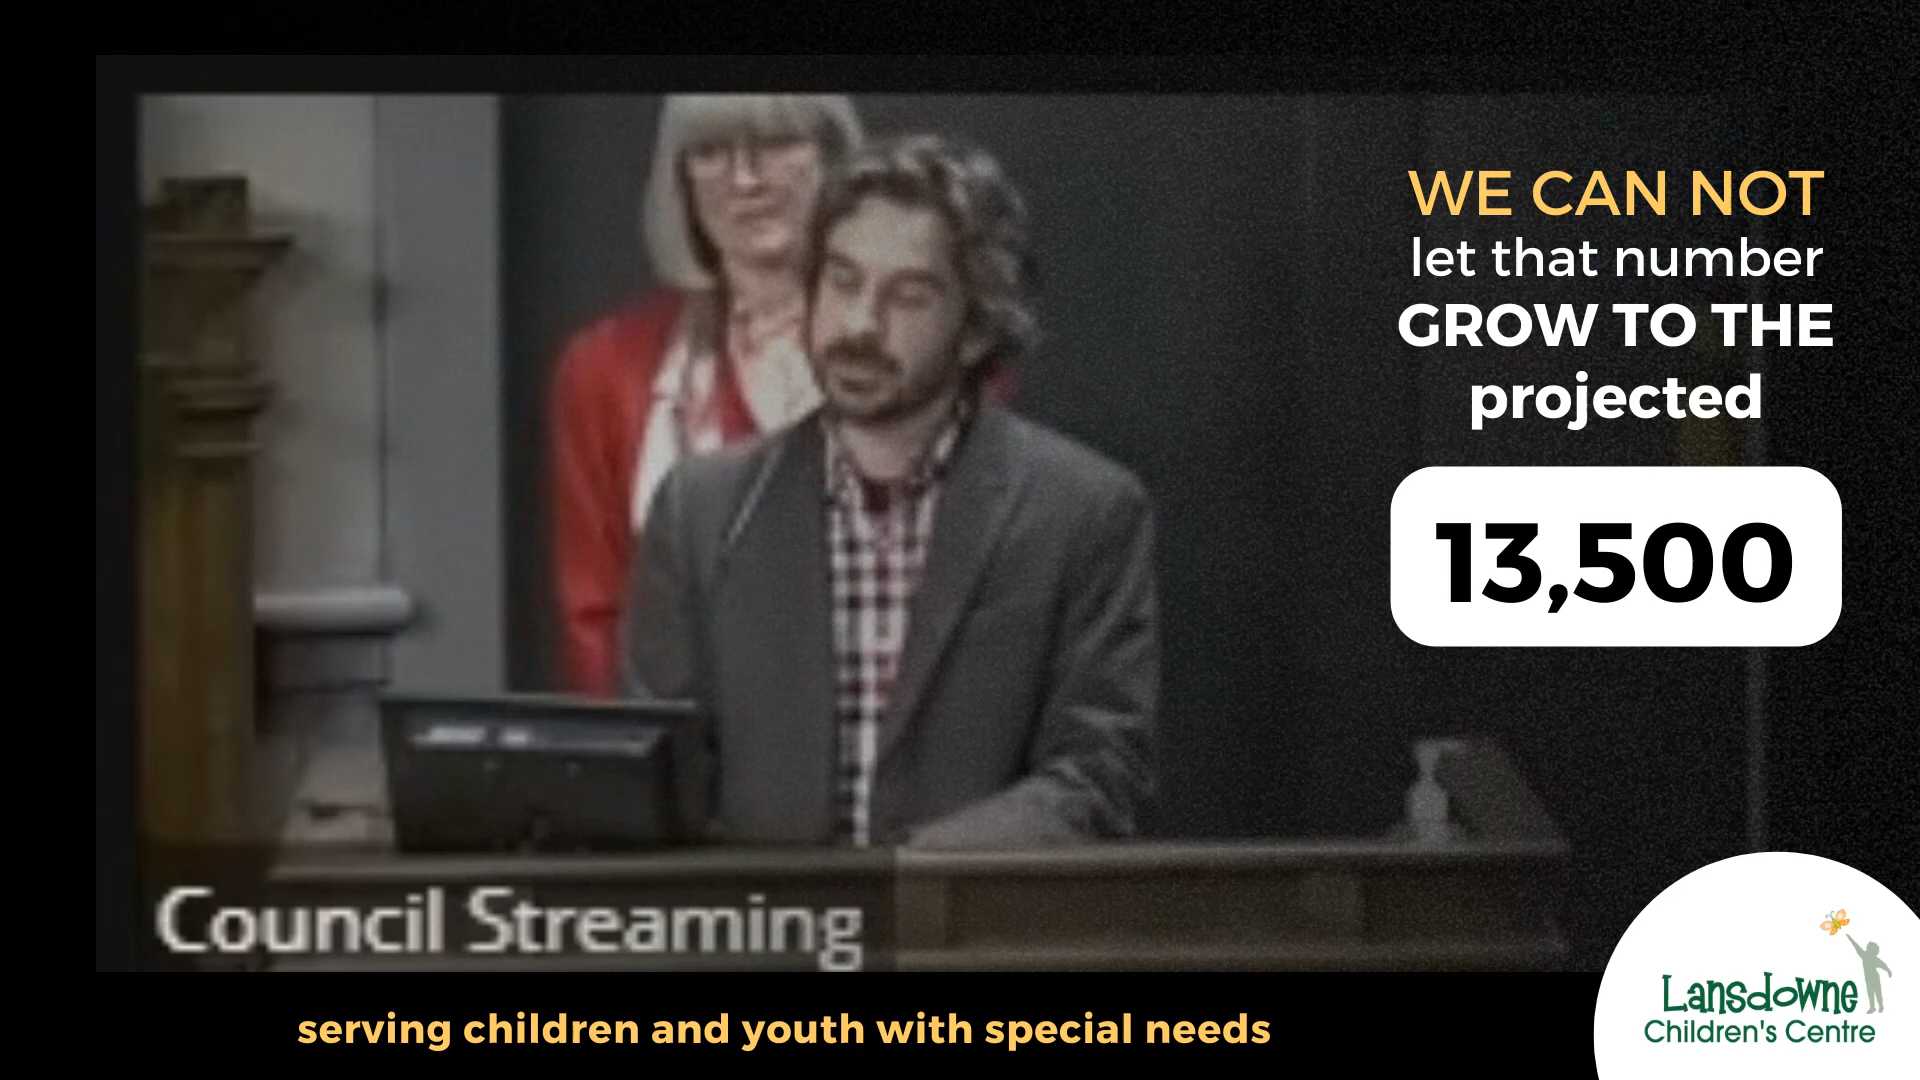 WE CAN NOT
let that number
GROW TO THE
projected
13,500
Council Streaming
serving children and youth with special needs
Lansdowne
Children's Centre